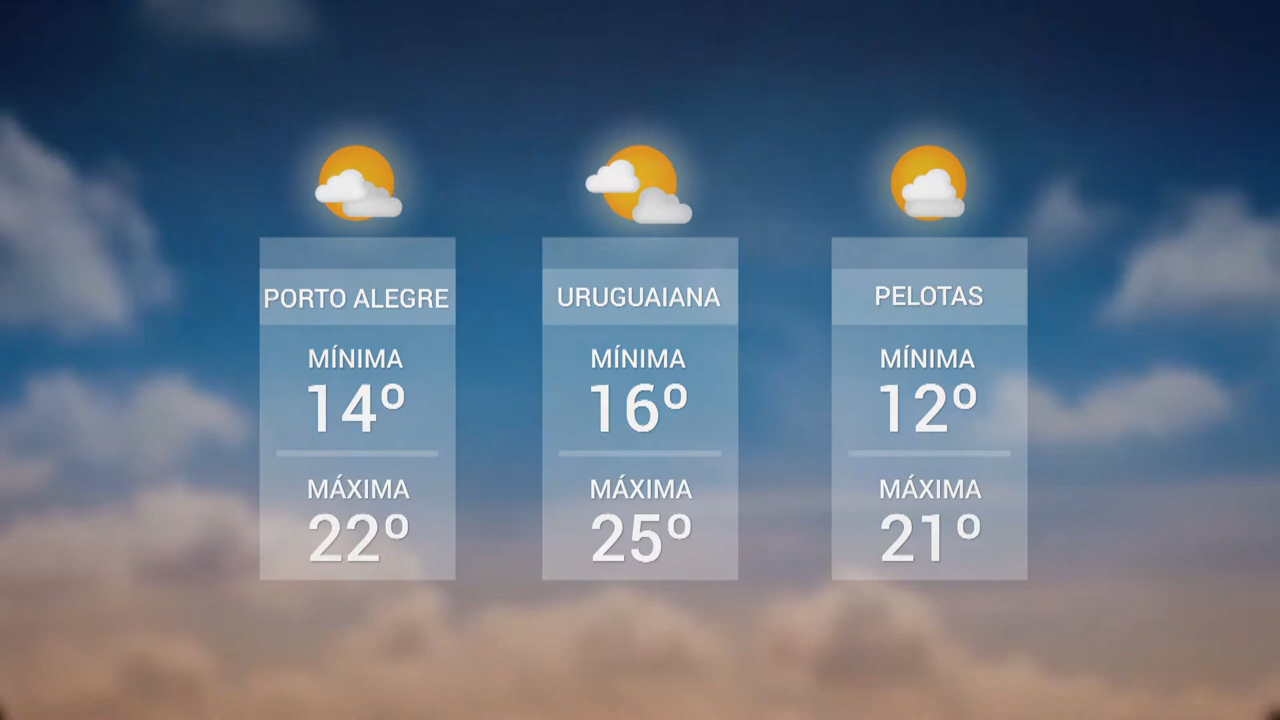 PORTO ALEGRE
MÍNIMA
14º
MÁXIMA
22º
URUGUAIANA
MÍNIMA
16º
MÁXIMA
25º
PELOTAS
MÍNIMA
12º
MÁXIMA
21º